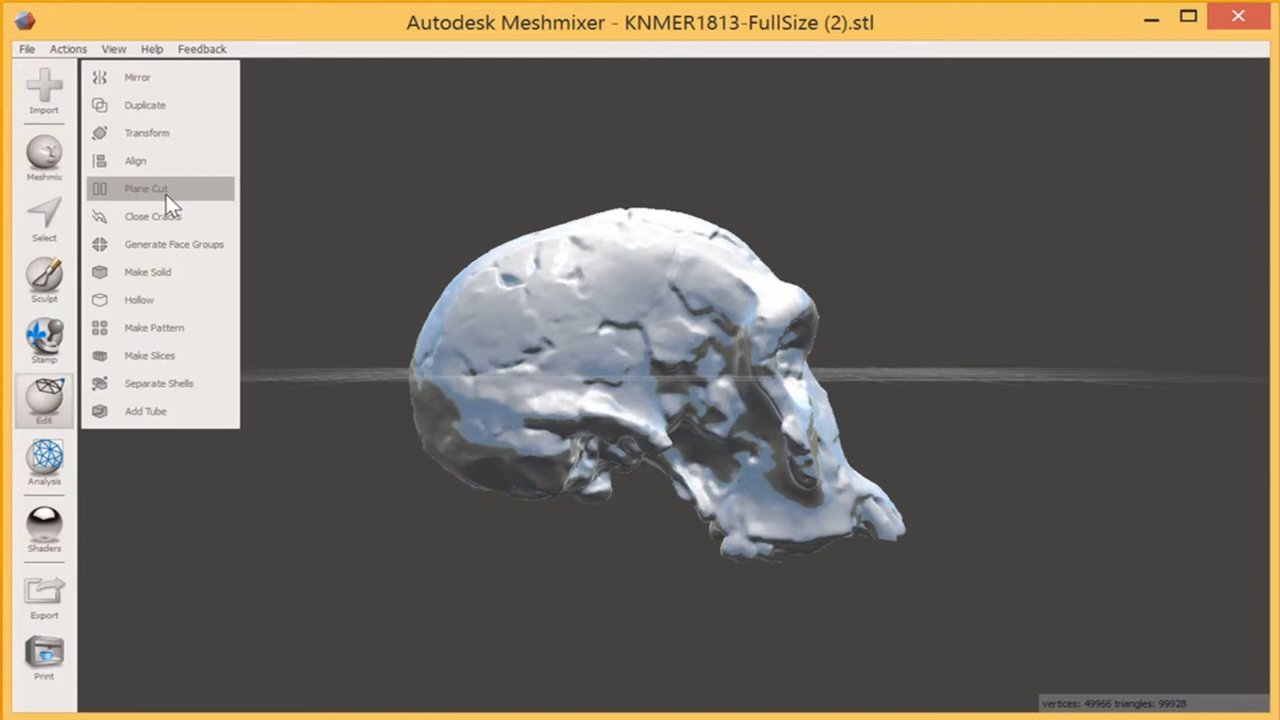 Autodesk Meshmixer - KNMER1813-FullSize (2).stl
File Actions View Help Feedback
Import
Meshmix
Select
Sculpt
Stamp
Edit
Analysis
Shaders
Export
Print
Mirror
Duplicate
Transform
Align
Plane Cut
Close Cracks
Generate Face Groups
Make Solid
Hollow
Make Pattern
Make Slices
Separate Shells
Add Tube
vertices: 49966 triangles: 99928